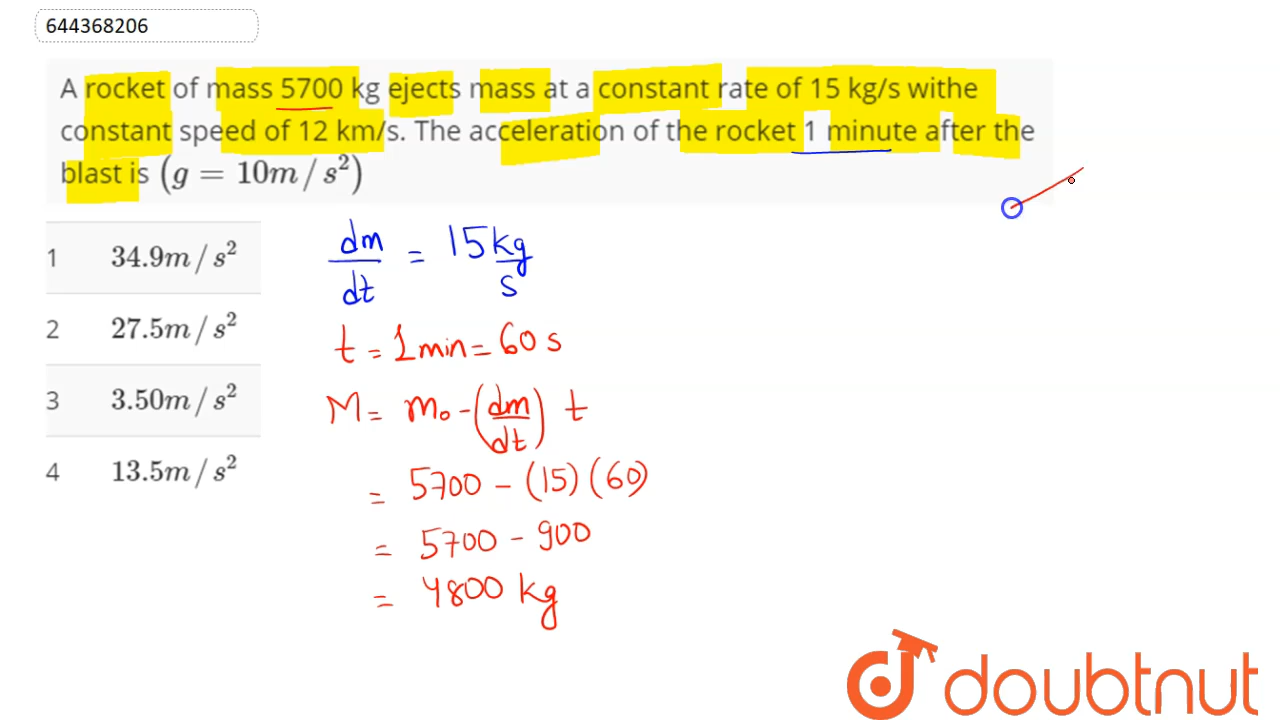 644368206
A rocket of mass 5700 kg ejects mass at a constant rate of 15 kg/s withe
constant speed of 12 km/s. The acceleration of the rocket 1 minute after the
blast is (g = 10m / s²)
1 34.9m / s²
2 27.5m / s²
3 3.50m / s²
4 13.5m / s²
dm/dt = 15 kg/s
t = 1 min = 60 s
M = m₀ - (dm/dt) t
= 5700 - (15) (60)
= 5700 - 900
= 4800 kg
doubtnut